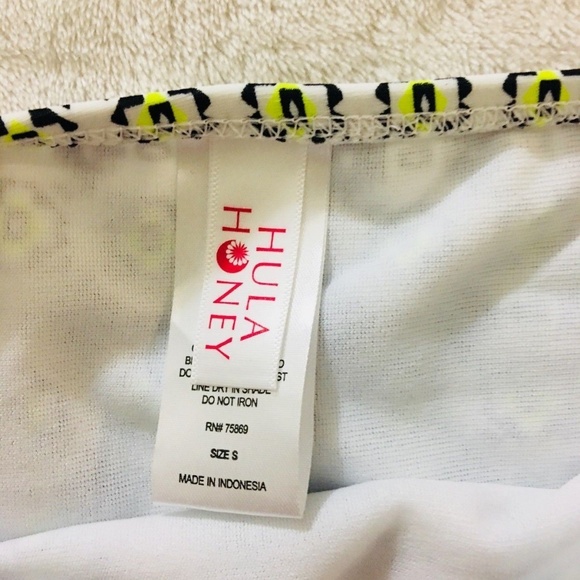 HULA
HONEY
LINE DRY IN SHADE
DO NOT IRON
RN# 75869
SIZE S
MADE IN INDONESIA